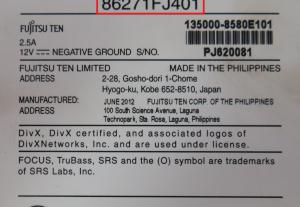 86271FJ401
FUJITSU TEN 135000-8580E101
2.5A
12V NEGATIVE GROUND S/NO. PJ620081
FUJITSU TEN LIMITED MADE IN THE PHILIPPINES
ADDRESS 2-28, Gosho-dori 1-Chome
Hyogo-ku, Kobe 652-8510, Japan
MANUFACTURED: JUNE 2012 FUJITSU TEN CORP OF THE PHILIPPINES
ADDRESS 100 South Science Avenue, Laguna
Technopark, Sta. Rosa, Laguna, Philippines
DivX, DivX certified, and associated logos of
DivXNetworks, Inc. and are used under license.
FOCUS, TruBass, SRS and the (O) symbol are trademarks
of SRS Labs, Inc.